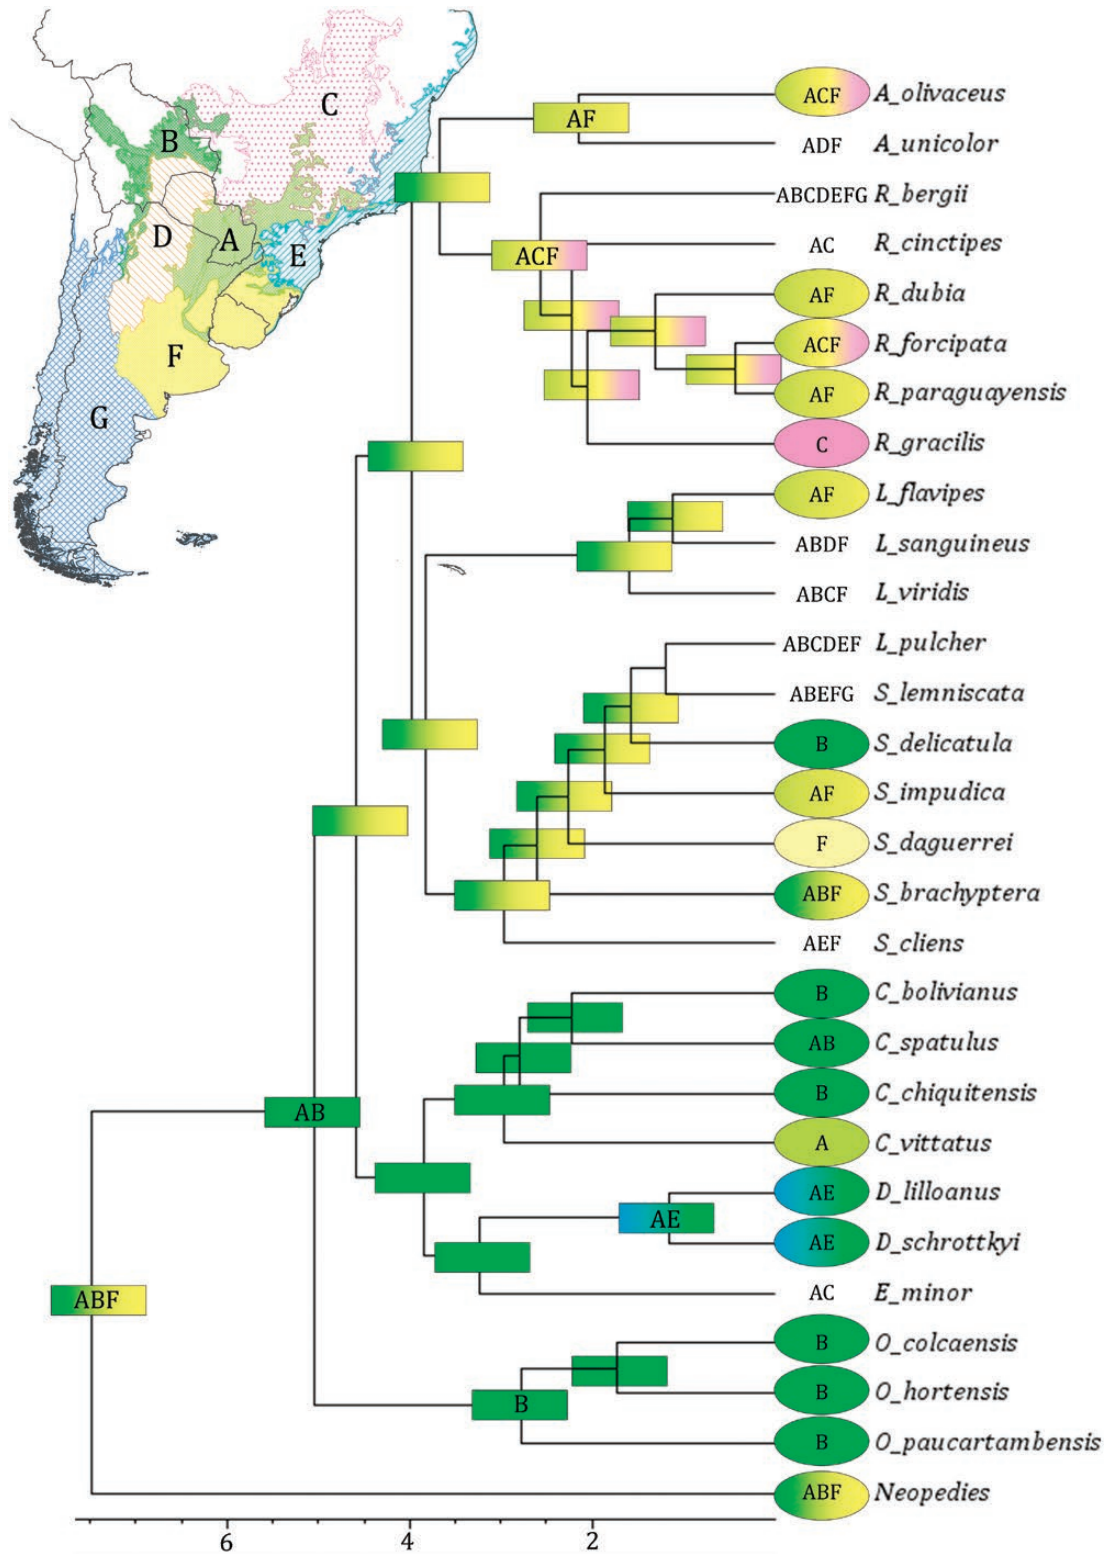 C
B
D
A
E
F
G
ACF A_olivaceus
AF
ADF A_unicolor
ABCDEFG R_bergii
AC R_cinctipes
ACF
AF R_dubia
ACF R_forcipata
AF R_paraguayensis
C R_gracilis
AF L_flavipes
ABDF L_sanguineus
ABCF L_viridis
ABCDEF L_pulcher
ABEFG S_lemniscata
B S_delicatula
AF S_impudica
F S_daguerrei
ABF S_brachyptera
AEF S_cliens
B C_bolivianus
AB C_spatulus
B C_chiquitensis
AB
A C_vittatus
AE D_lilloanus
AE
AE D_schrottkyi
AC E_minor
ABF
B O_colcaensis
B O_hortensis
B
B O_paucartambensis
ABF Neopedies
6 4 2